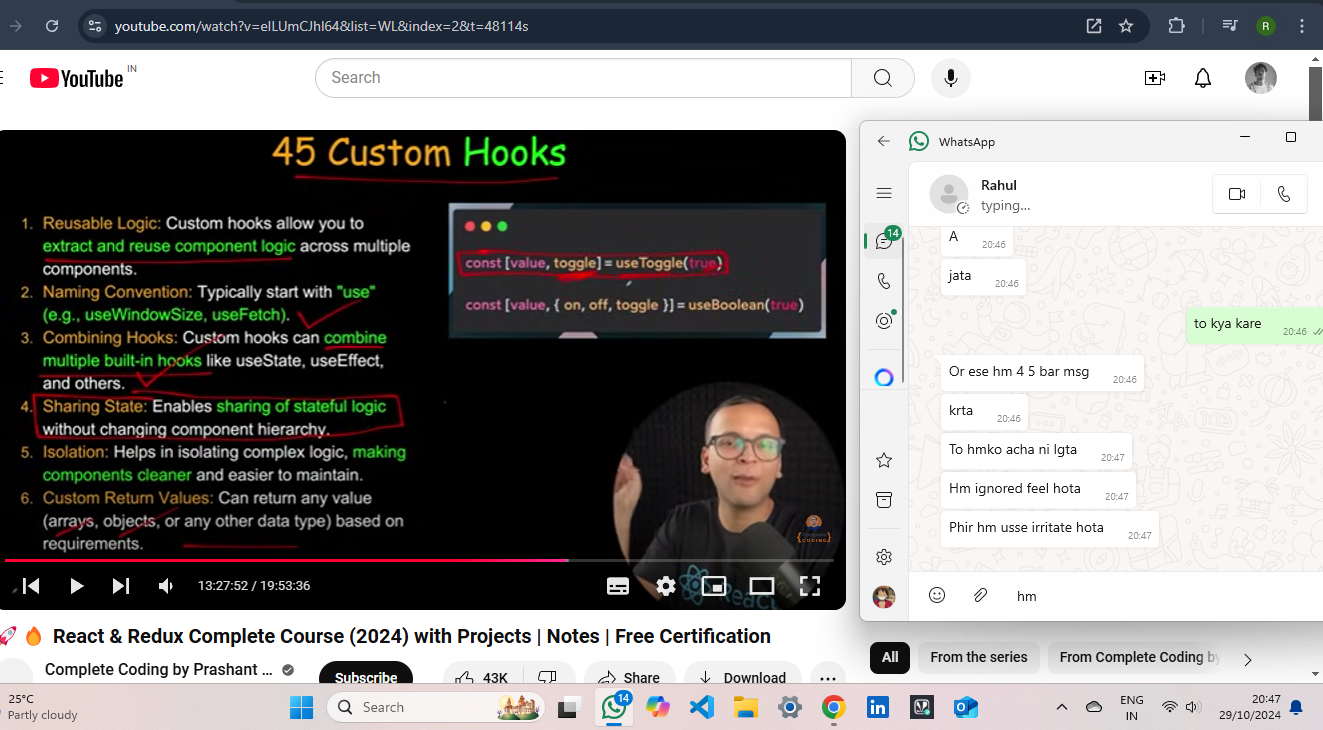 youtube.com/watch?v=eILUmCJhI64&list=WL&index=2&t=48114s
R
YouTube IN
Search
45 Custom Hooks
1. Reusable Logic: Custom hooks allow you to
extract and reuse component logic across multiple
components.
2. Naming Convention: Typically start with "use"
(e.g., useWindowSize, useFetch).
3. Combining Hooks: Custom hooks can combine
multiple built-in hooks like useState, useEffect,
and others.
4. Sharing State: Enables sharing of stateful logic
without changing component hierarchy.
5. Isolation: Helps in isolating complex logic, making
components cleaner and easier to maintain.
6. Custom Return Values: Can return any value
(arrays, objects, or any other data type) based on
requirements.
const [value, toggle] = useToggle(true)
const [value, { on, off, toggle }] = useBoolean(true)
13:27:52 / 19:53:36
🚀 🔥 React & Redux Complete Course (2024) with Projects | Notes | Free Certification
Complete Coding by Prashant ...
Subscribe
43K
Share
Download
WhatsApp
14
Rahul
typing...
A 20:46
jata 20:46
to kya kare 20:46
Or ese hm 4 5 bar msg 20:46
krta 20:46
To hmko acha ni lgta 20:47
Hm ignored feel hota 20:47
Phir hm usse irritate hota 20:47
hm
All
From the series
From Complete Coding by
25°C
Partly cloudy
Search
14
ENG
IN
20:47
29/10/2024